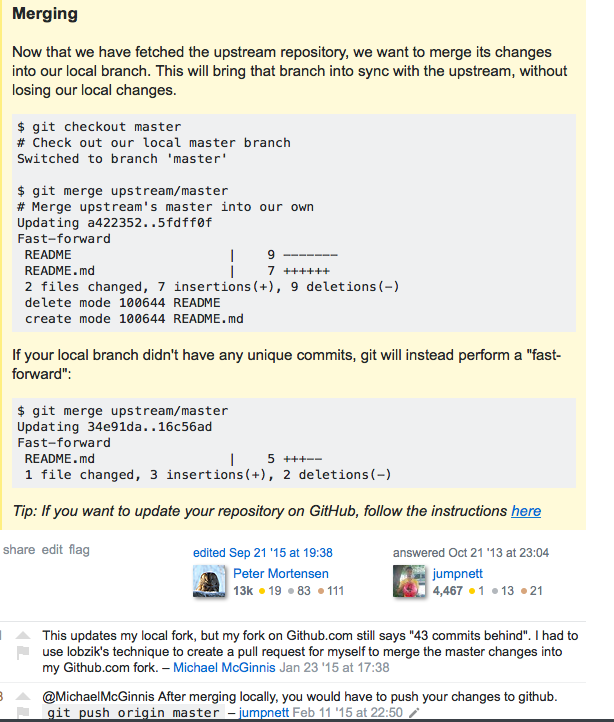 Merging
Now that we have fetched the upstream repository, we want to merge its changes
into our local branch. This will bring that branch into sync with the upstream, without
losing our local changes.
$ git checkout master
# Check out our local master branch
Switched to branch 'master'
$ git merge upstream/master
# Merge upstream's master into our own
Updating a422352..5fdff0f
Fast-forward
README | 9 -------
README.md | 7 ++++++
2 files changed, 7 insertions(+), 9 deletions(-)
delete mode 100644 README
create mode 100644 README.md
If your local branch didn't have any unique commits, git will instead perform a "fast-
forward":
$ git merge upstream/master
Updating 34e91da..16c56ad
Fast-forward
README.md | 5 +++--
1 file changed, 3 insertions(+), 2 deletions(-)
Tip: If you want to update your repository on GitHub, follow the instructions here
share edit flag
edited Sep 21 '15 at 19:38
Peter Mortensen
13k ●19 ●83 ●111
answered Oct 21 '13 at 23:04
jumpnett
4,467 ●1 ●13 ●21
This updates my local fork, but my fork on Github.com still says "43 commits behind". I had to
use lobzik's technique to create a pull request for myself to merge the master changes into
my Github.com fork. – Michael McGinnis Jan 23 '15 at 17:38
@MichaelMcGinnis After merging locally, you would have to push your changes to github.
git push origin master – jumpnett Feb 11 '15 at 22:50